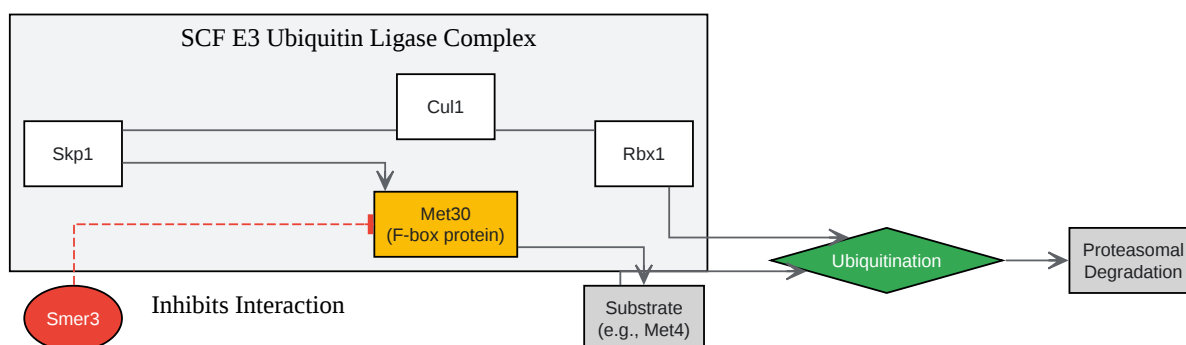 SCF E3 Ubiquitin Ligase Complex
Cul1
Skp1
Rbx1
Met30
(F-box protein)
Ubiquitination
Proteasomal
Degradation
Smer3
Inhibits Interaction
Substrate
(e.g., Met4)